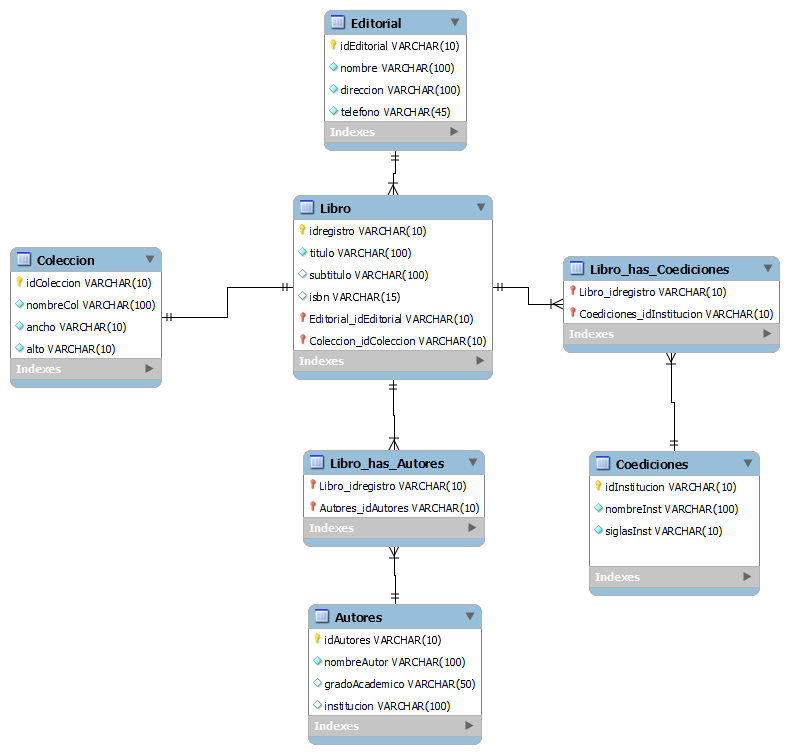 Editorial
idEditorial VARCHAR(10)
nombre VARCHAR(100)
direccion VARCHAR(100)
telefono VARCHAR(45)
Indexes
Libro
idregistro VARCHAR(10)
titulo VARCHAR(100)
subtitulo VARCHAR(100)
isbn VARCHAR(15)
Editorial_idEditorial VARCHAR(10)
Coleccion_idColeccion VARCHAR(10)
Indexes
Coleccion
idColeccion VARCHAR(10)
nombreCol VARCHAR(100)
ancho VARCHAR(10)
alto VARCHAR(10)
Indexes
Libro_has_Coediciones
Libro_idregistro VARCHAR(10)
Coediciones_idInstitucion VARCHAR(10)
Indexes
Libro_has_Autores
Libro_idregistro VARCHAR(10)
Autores_idAutores VARCHAR(10)
Indexes
Coediciones
idInstitucion VARCHAR(10)
nombreInst VARCHAR(100)
siglasInst VARCHAR(10)
Indexes
Autores
idAutores VARCHAR(10)
nombreAutor VARCHAR(100)
gradoAcademico VARCHAR(50)
institucion VARCHAR(100)
Indexes